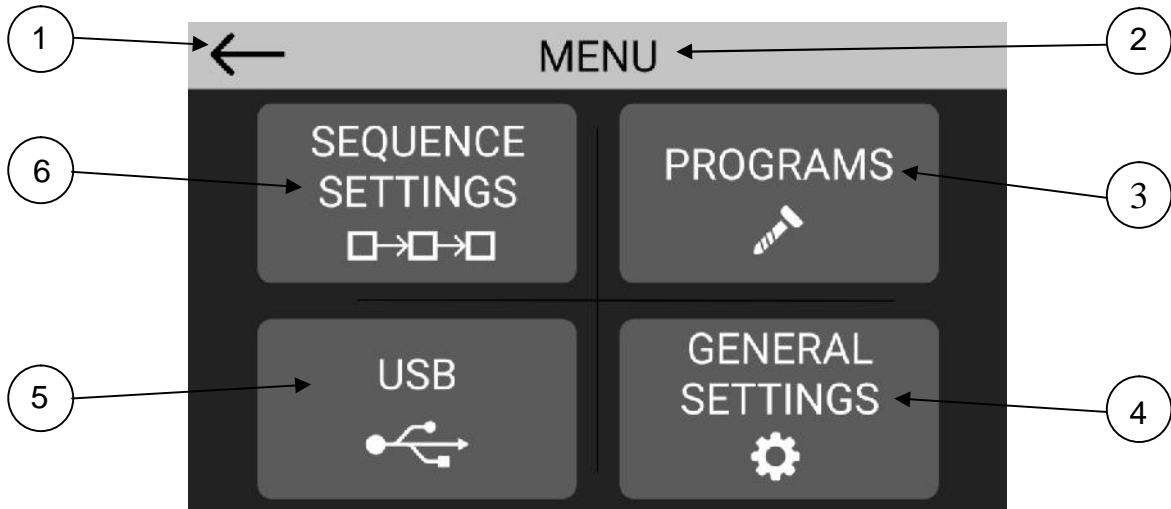 1
MENU
2
SEQUENCE
SETTINGS
6
PROGRAMS
3
USB
5
GENERAL
SETTINGS
4